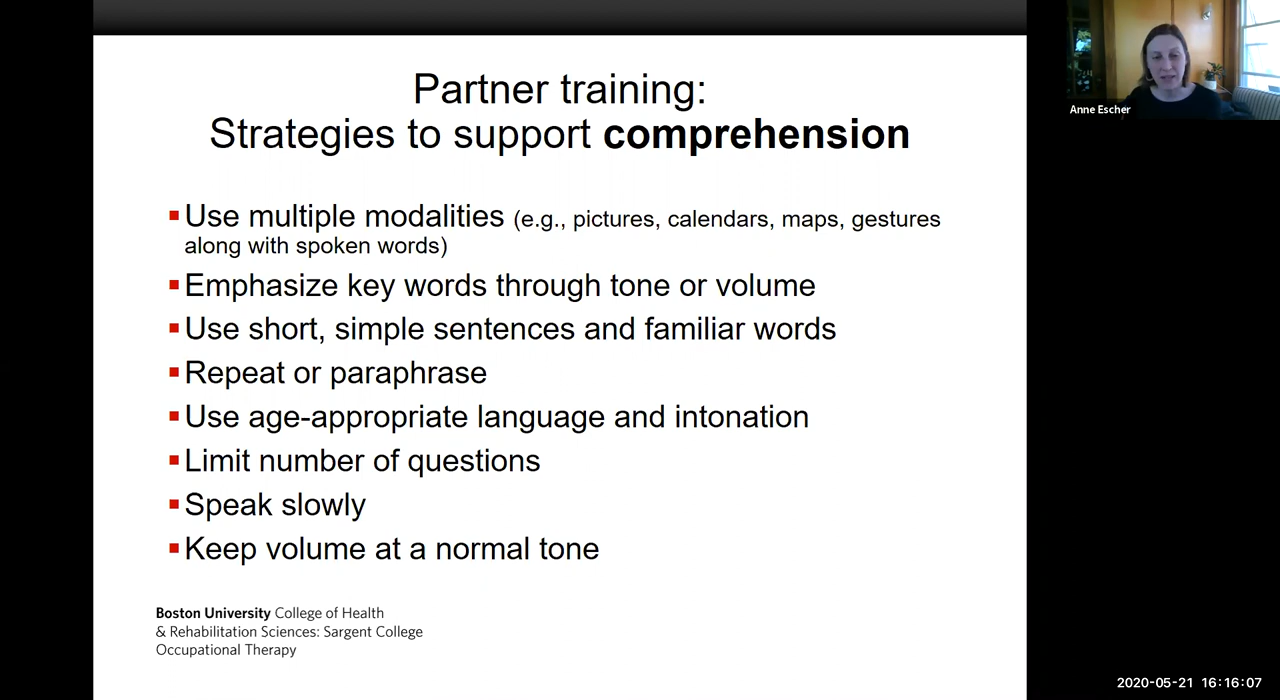 Partner training:
Strategies to support comprehension
Use multiple modalities (e.g., pictures, calendars, maps, gestures
along with spoken words)
Emphasize key words through tone or volume
Use short, simple sentences and familiar words
Repeat or paraphrase
Use age-appropriate language and intonation
Limit number of questions
Speak slowly
Keep volume at a normal tone
Boston University College of Health
& Rehabilitation Sciences: Sargent College
Occupational Therapy
Anne Escher
2020-05-21 16:16:07